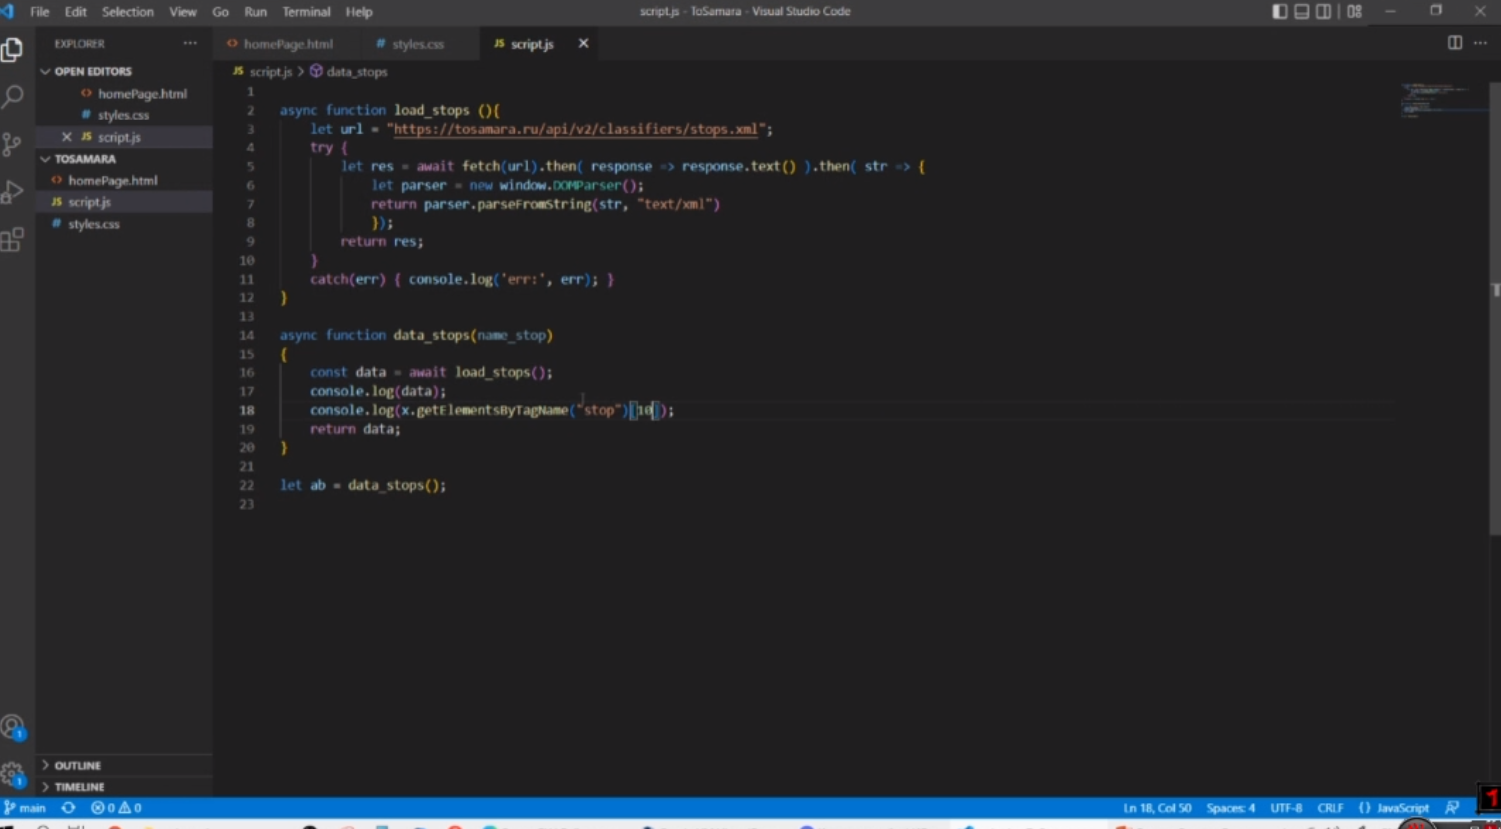 File Edit Selection View Go Run Terminal Help
script.js - ToSamara - Visual Studio Code
EXPLORER
OPEN EDITORS
homePage.html
# styles.css
JS script.js
TOSAMARA
homePage.html
JS script.js
# styles.css
OUTLINE
TIMELINE
homePage.html
# styles.css
JS script.js
JS script.js > data_stops
1
2 async function load_stops (){
3 let url = "https://tosamara.ru/api/v2/classifiers/stops.xml";
4 try {
5 let res = await fetch(url).then( response => response.text() ).then( str => {
6 let parser = new window.DOMParser();
7 return parser.parseFromString(str, "text/xml")
8 });
9 return res;
10 }
11 catch(err) { console.log('err:', err); }
12 }
13
14 async function data_stops(name_stop)
15 {
16 const data = await load_stops();
17 console.log(data);
18 console.log(x.getElementsByTagName("stop")[10]);
19 return data;
20 }
21
22 let ab = data_stops();
23
1
1
main 0 0
Ln 18, Col 50 Spaces: 4 UTF-8 CRLF {} JavaScript
1